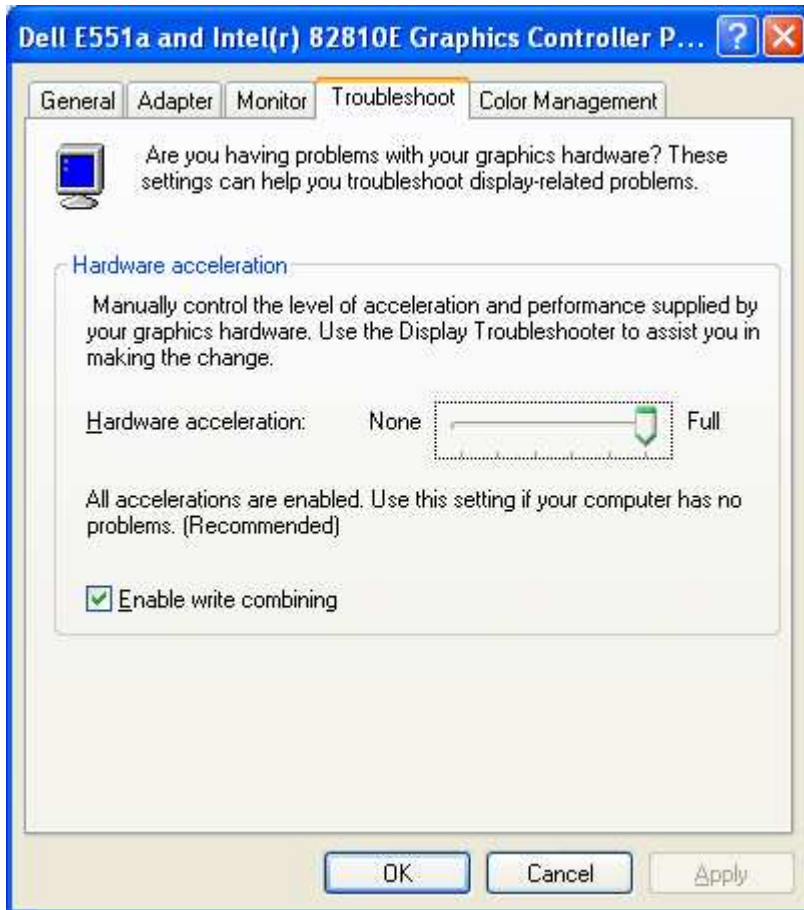 Dell E551a and Intel(r) 82810E Graphics Controller P...
General Adapter Monitor Troubleshoot Color Management
Are you having problems with your graphics hardware? These
settings can help you troubleshoot display-related problems.
Hardware acceleration
Manually control the level of acceleration and performance supplied by
your graphics hardware. Use the Display Troubleshooter to assist you in
making the change.
Hardware acceleration: None Full
All accelerations are enabled. Use this setting if your computer has no
problems. (Recommended)
Enable write combining
OK Cancel Apply